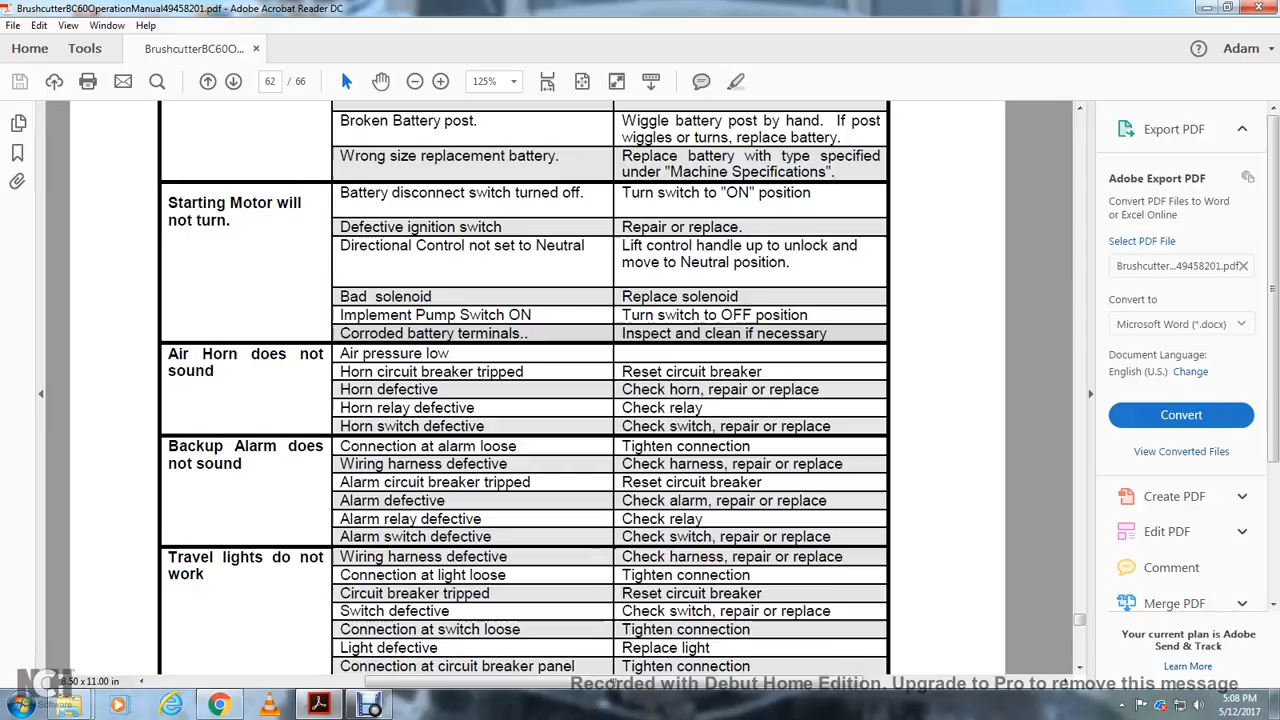 BrushcutterBC60OperationManual49458201.pdf - Adobe Acrobat Reader DC
File Edit View Window Help
Home Tools BrushcutterBC60O... × Adam
62 / 66 125%
Broken Battery post. Wiggle battery post by hand. If post
wiggles or turns, replace battery.
Wrong size replacement battery. Replace battery with type specified
under "Machine Specifications".
Starting Motor will
not turn.
Battery disconnect switch turned off. Turn switch to "ON" position
Defective ignition switch Repair or replace.
Directional Control not set to Neutral Lift control handle up to unlock and
move to Neutral position.
Bad solenoid Replace solenoid
Implement Pump Switch ON Turn switch to OFF position
Corroded battery terminals.. Inspect and clean if necessary
Air Horn does not
sound
Air pressure low
Horn circuit breaker tripped Reset circuit breaker
Horn defective Check horn, repair or replace
Horn relay defective Check relay
Horn switch defective Check switch, repair or replace
Backup Alarm does
not sound
Connection at alarm loose Tighten connection
Wiring harness defective Check harness, repair or replace
Alarm circuit breaker tripped Reset circuit breaker
Alarm defective Check alarm, repair or replace
Alarm relay defective Check relay
Alarm switch defective Check switch, repair or replace
Travel lights do not
work
Wiring harness defective Check harness, repair or replace
Connection at light loose Tighten connection
Circuit breaker tripped Reset circuit breaker
Switch defective Check switch, repair or replace
Connection at switch loose Tighten connection
Light defective Replace light
Connection at circuit breaker panel Tighten connection
8.50 x 11.00 in
Export PDF
Adobe Export PDF
Convert PDF Files to Word
or Excel Online
Select PDF File
Brushcutter...49458201.pdf ×
Convert to
Microsoft Word (*.docx)
Document Language:
English (U.S.) Change
Convert
View Converted Files
Create PDF
Edit PDF
Comment
Merge PDF
Your current plan is Adobe
Send & Track
Learn More
NCH
Software
Recorded with Debut Home Edition. Upgrade to Pro to remove this message
5:08 PM
5/12/2017